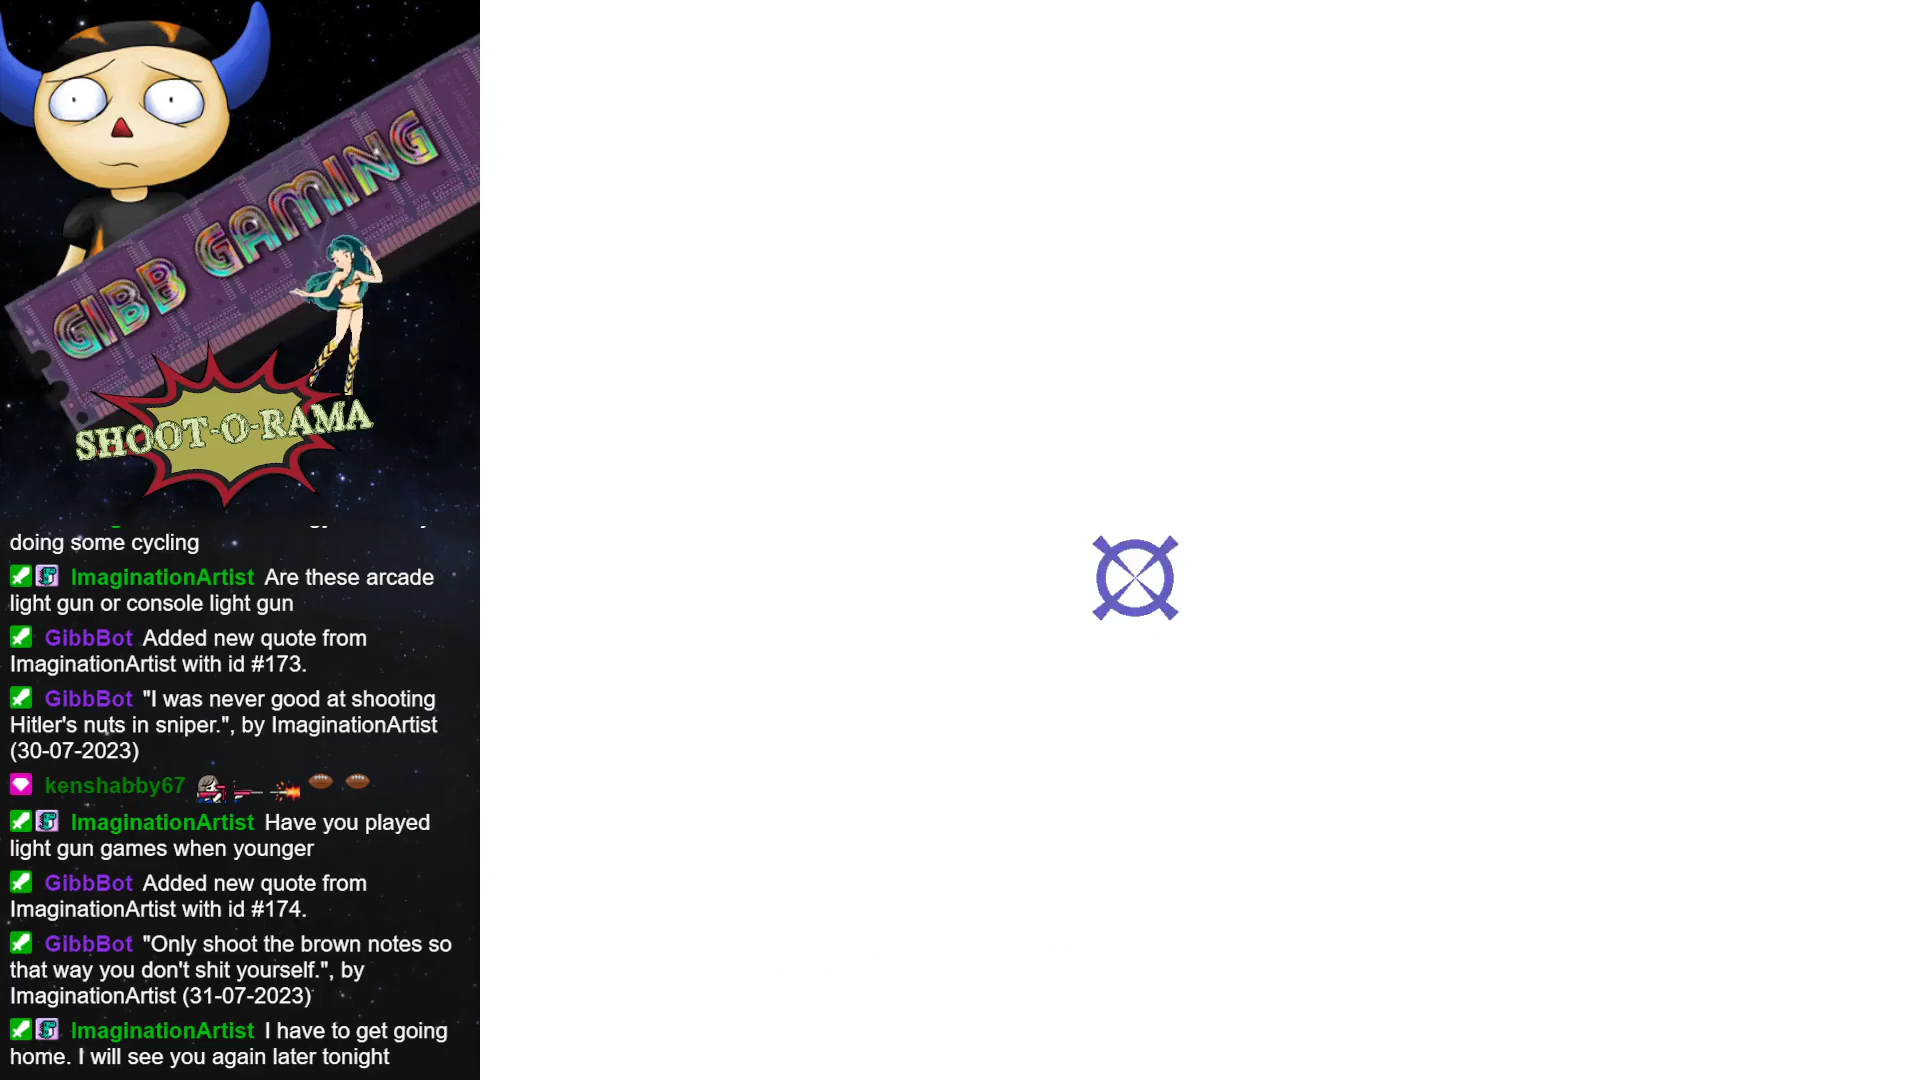 GIBB GAMING
SHOOT-O-RAMA
doing some cycling
ImaginationArtist Are these arcade
light gun or console light gun
GibbBot Added new quote from
ImaginationArtist with id #173.
GibbBot "I was never good at shooting
Hitler's nuts in sniper.", by ImaginationArtist
(30-07-2023)
kenshabby67
ImaginationArtist Have you played
light gun games when younger
GibbBot Added new quote from
ImaginationArtist with id #174.
GibbBot "Only shoot the brown notes so
that way you don't shit yourself.", by
ImaginationArtist (31-07-2023)
ImaginationArtist I have to get going
home. I will see you again later tonight